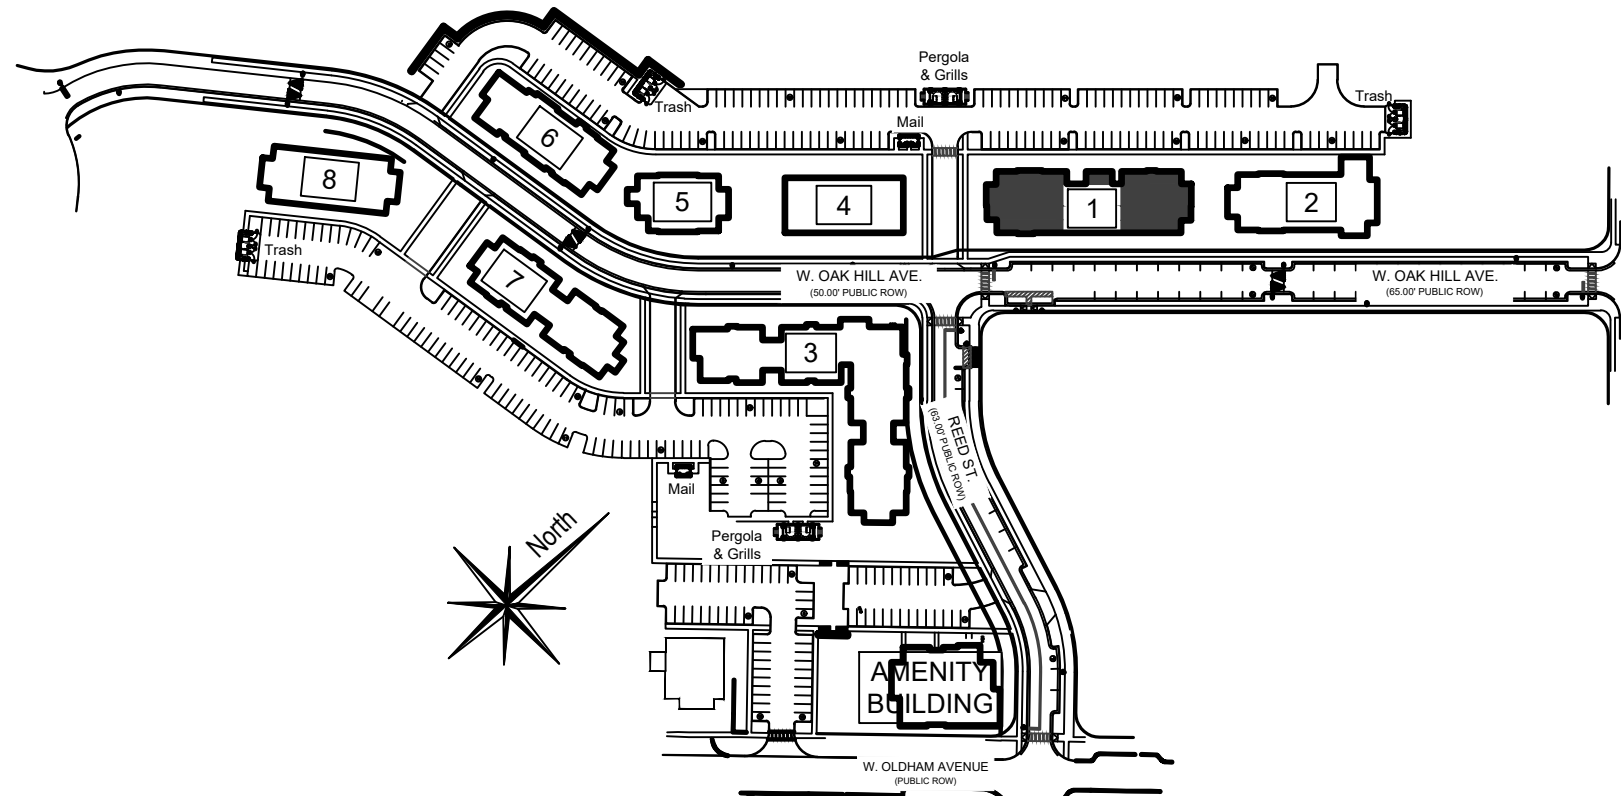 Pergola
& Grills
Trash
Trash
Mail
6
8
5
4
1
2
Trash
7
W. OAK HILL AVE.
(50.00' PUBLIC ROW)
W. OAK HILL AVE.
(65.00' PUBLIC ROW)
3
REED ST.
(63.00' PUBLIC ROW)
Mail
North
Pergola
& Grills
AMENITY
BUILDING
W. OLDHAM AVENUE
(PUBLIC ROW)